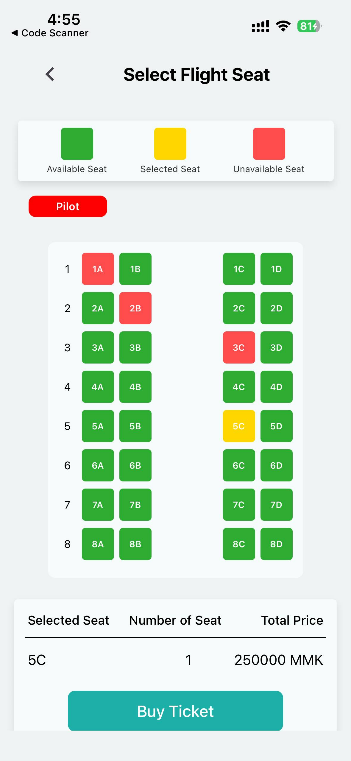 4:55
81
◀ Code Scanner
Select Flight Seat
Available Seat Selected Seat Unavailable Seat
Pilot
1 1A 1B 1C 1D
2 2A 2B 2C 2D
3 3A 3B 3C 3D
4 4A 4B 4C 4D
5 5A 5B 5C 5D
6 6A 6B 6C 6D
7 7A 7B 7C 7D
8 8A 8B 8C 8D
Selected Seat Number of Seat Total Price
5C 1 250000 MMK
Buy Ticket